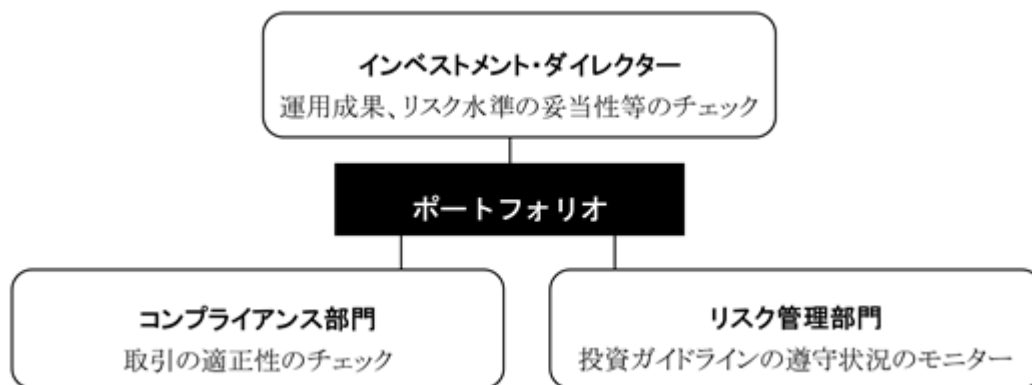 インベストメント・ダイレクター
運用成果、リスク水準の妥当性等のチェック
ポートフォリオ
コンプライアンス部門
取引の適正性のチェック
リスク管理部門
投資ガイドラインの遵守状況のモニター